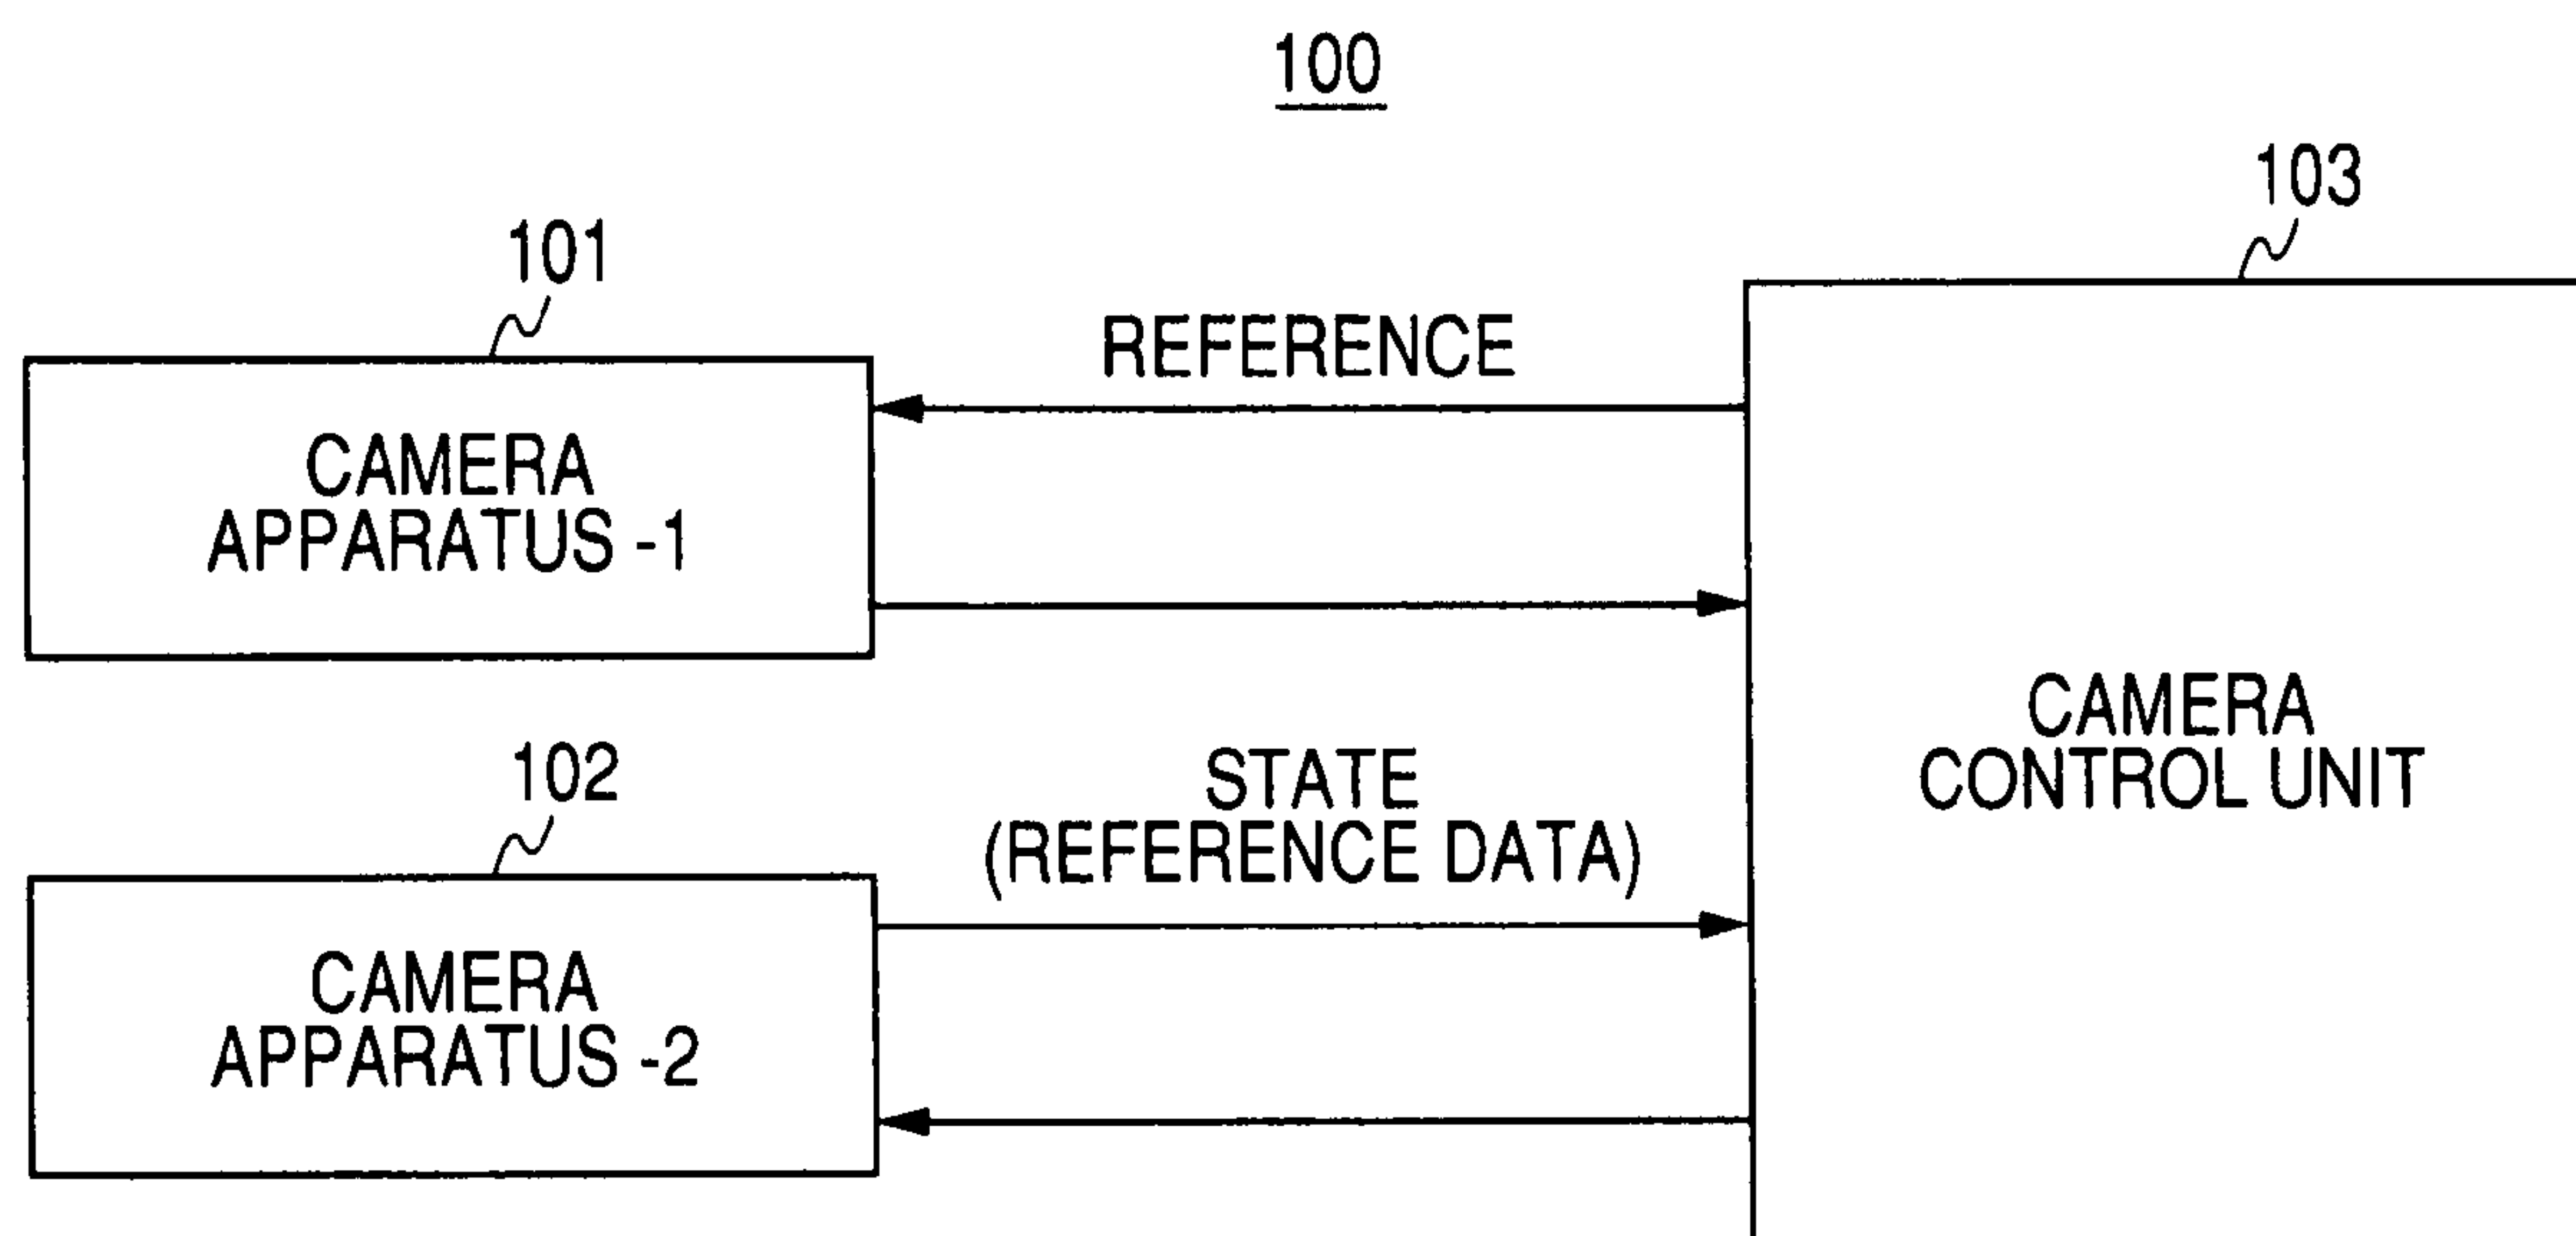 100
103
101
REFERENCE
CAMERA
APPARATUS -1
CAMERA
CONTROL UNIT
102
STATE
(REFERENCE DATA)
CAMERA
APPARATUS -2